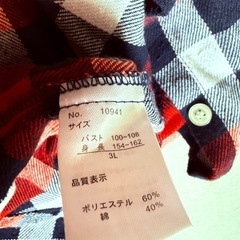 No. 10941
サイズ
バスト 100-108
身長 154-162
3L
品質表示
ポリエステル 60%
綿 40%